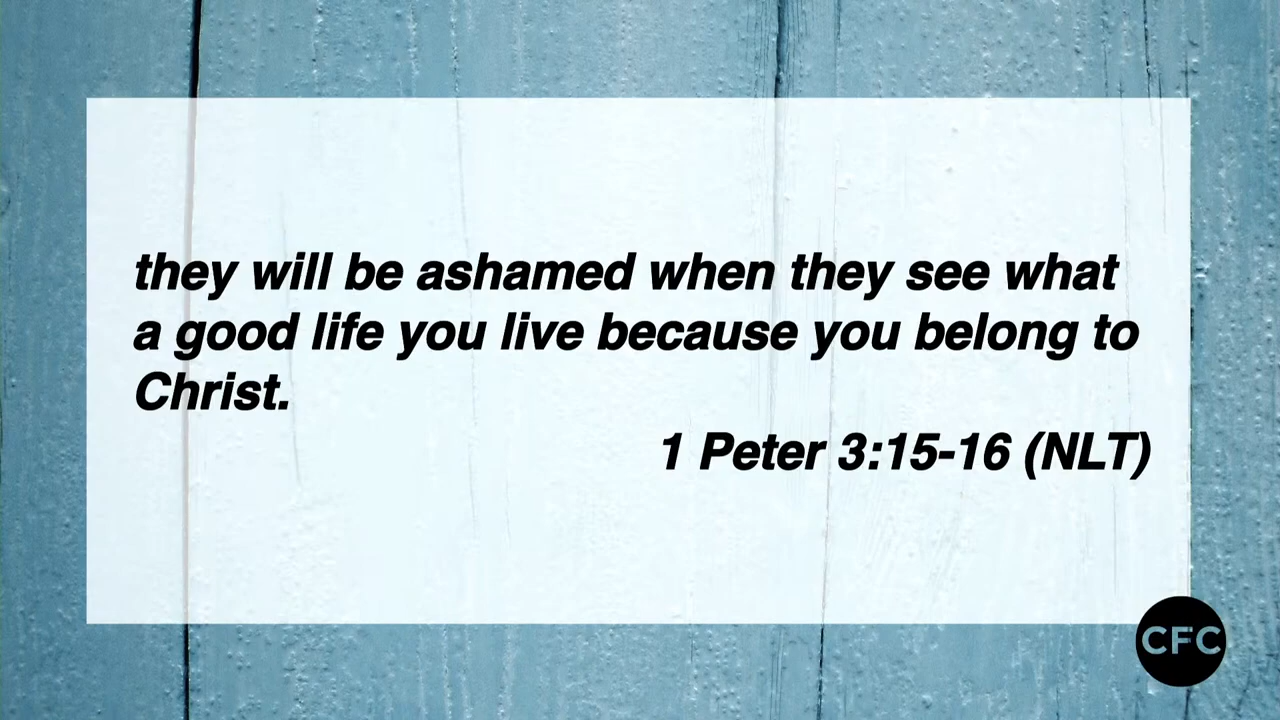 they will be ashamed when they see what
a good life you live because you belong to
Christ.
1 Peter 3:15-16 (NLT)
CFC